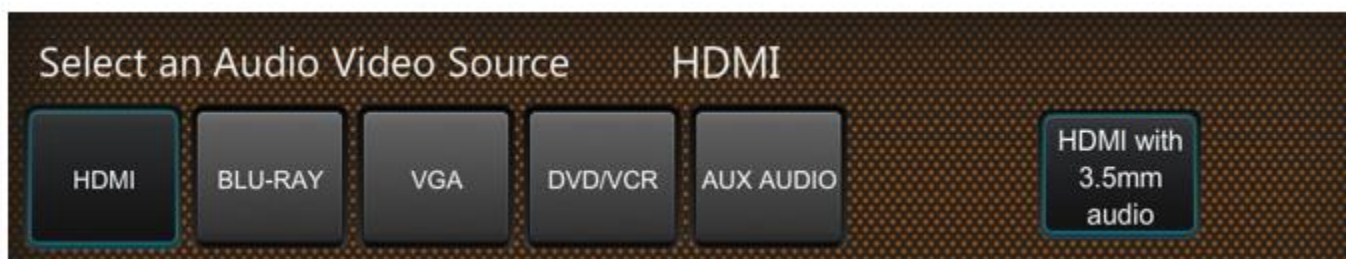 Select an Audio Video Source HDMI
HDMI
BLU-RAY
VGA
DVD/VCR
AUX AUDIO
HDMI with
3.5mm
audio